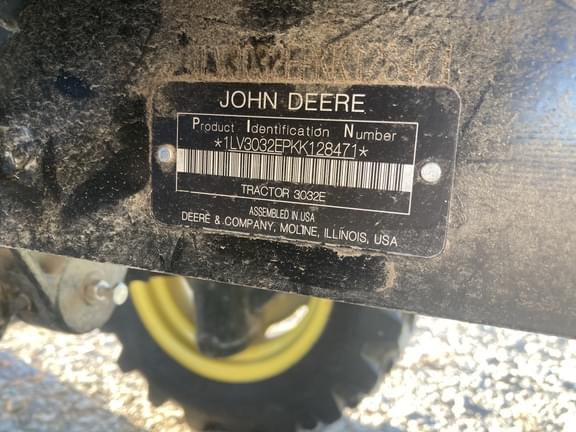 JOHN DEERE
Product Identification Number
*1LV3032EPKK128471*
TRACTOR 3032E
ASSEMBLED IN USA
DEERE & COMPANY, MOLINE, ILLINOIS, USA